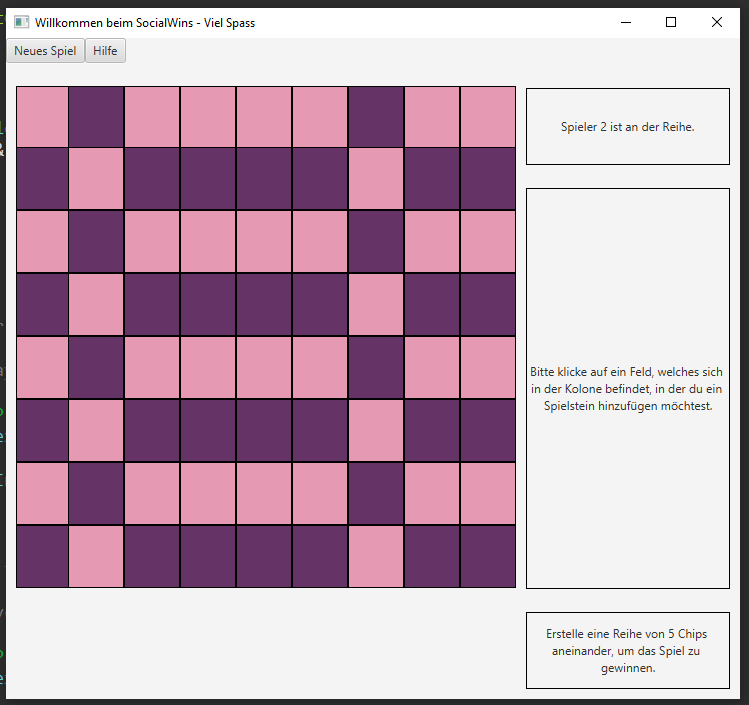 Willkommen beim SocialWins - Viel Spass
Neues Spiel
Hilfe
Spieler 2 ist an der Reihe.
Bitte klicke auf ein Feld, welches sich
in der Kolone befindet, in der du ein
Spielstein hinzufügen möchtest.
Erstelle eine Reihe von 5 Chips
aneinander, um das Spiel zu
gewinnen.